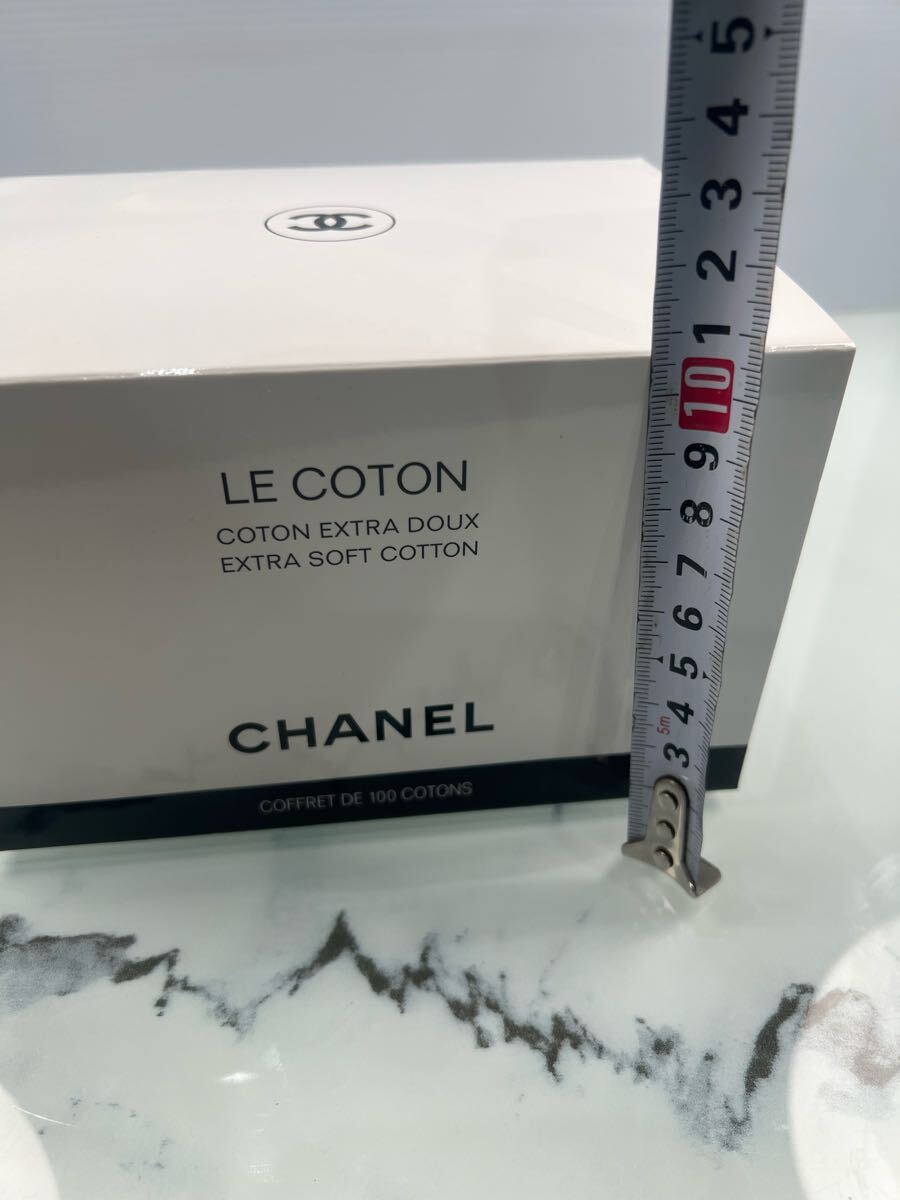 LE COTON
COTON EXTRA DOUX
EXTRA SOFT COTTON
CHANEL
COFFRET DE 100 COTONS
5
4
3
2
1
10
9
8
7
6
5
4
5m
3